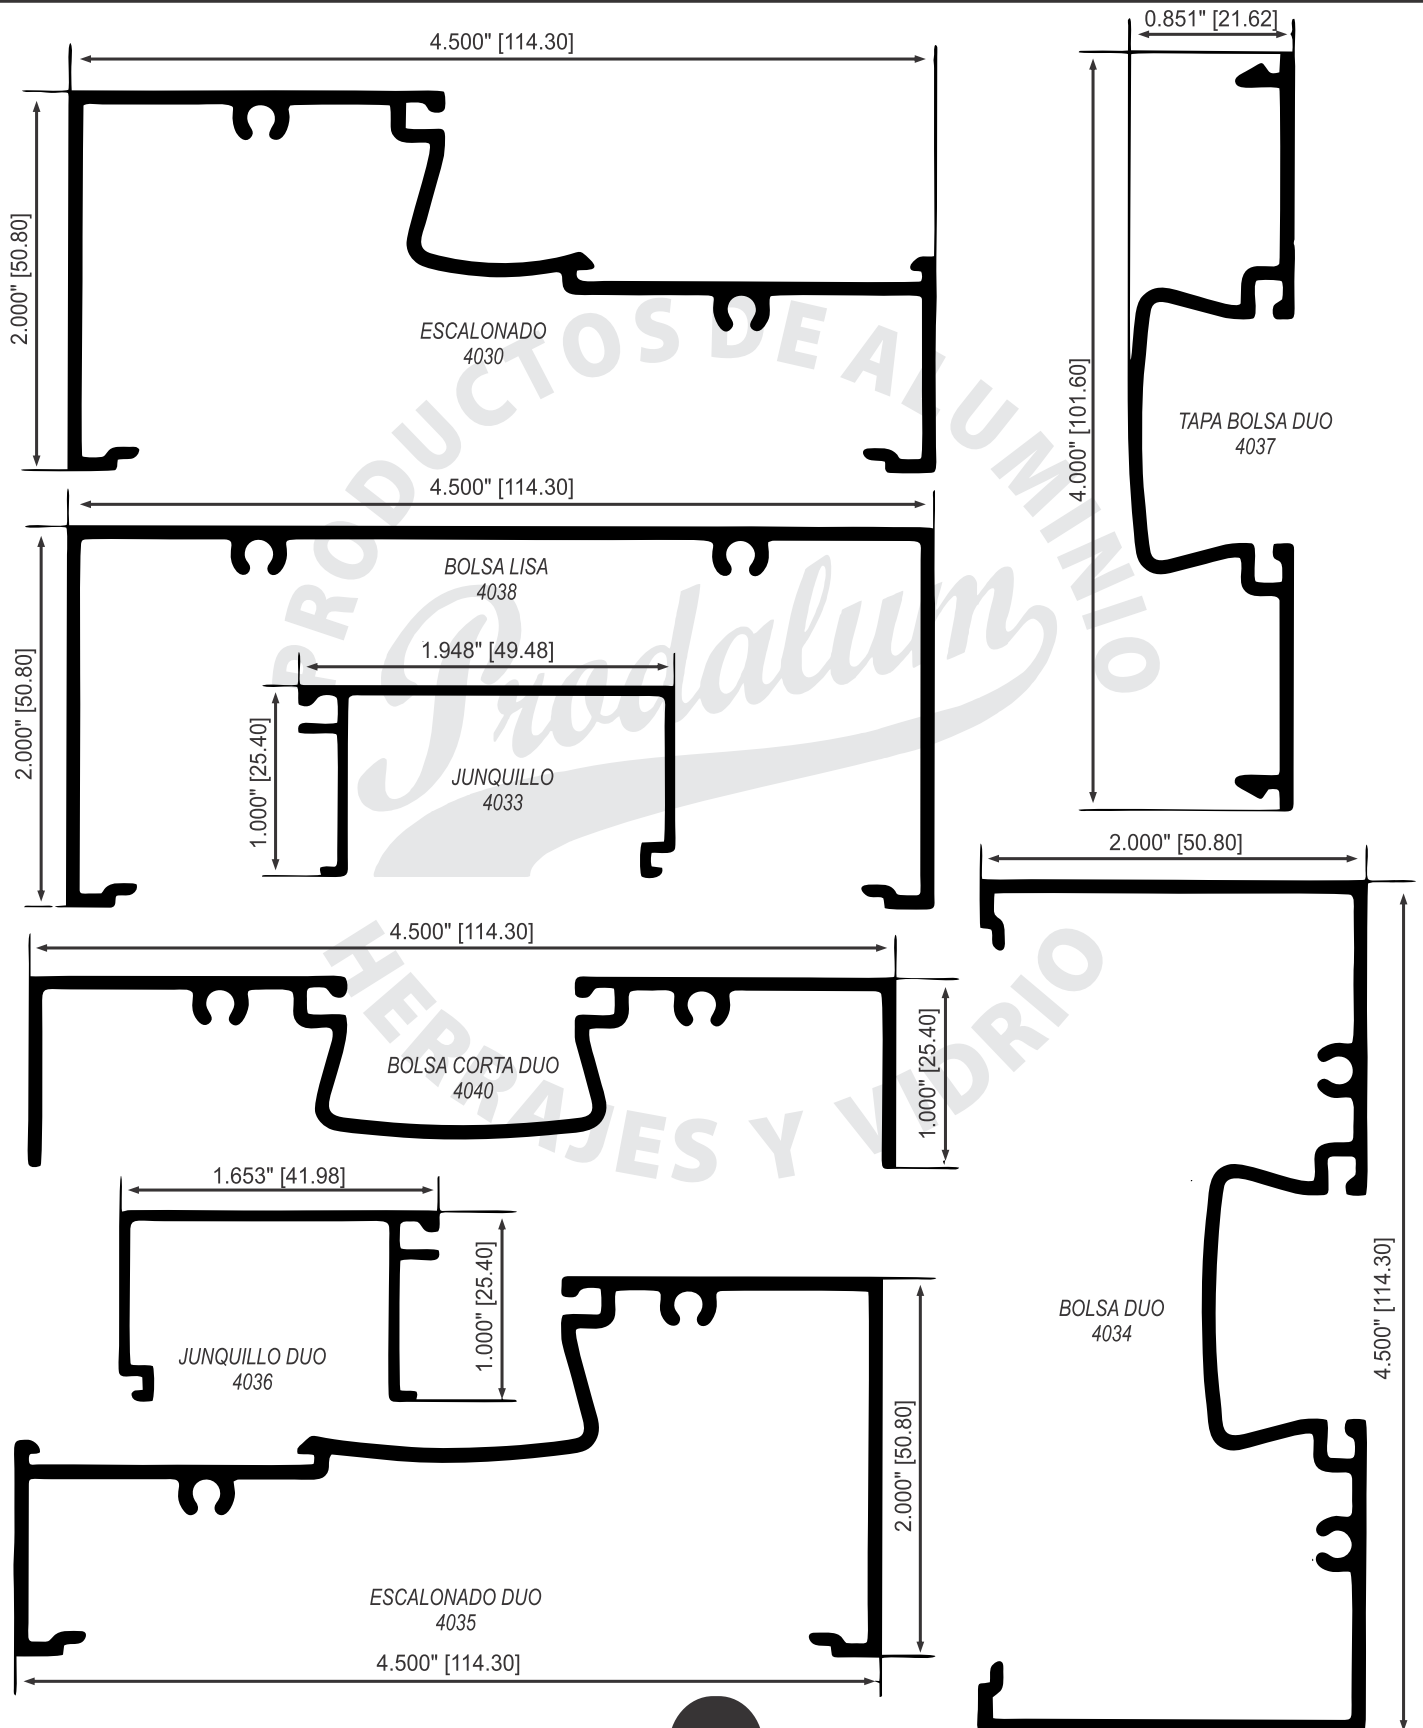 4.500" [114.30]
2.000" [50.80]
ESCALONADO
4030
0.851" [21.62]
4.000" [101.60]
TAPA BOLSA DUO
4037
4.500" [114.30]
2.000" [50.80]
BOLSA LISA
4038
1.948" [49.48]
1.000" [25.40]
JUNQUILLO
4033
PRODUCTOS DE ALUMINIO
Prodalum
HERRAJES Y VIDRIO
4.500" [114.30]
1.000" [25.40]
BOLSA CORTA DUO
4040
2.000" [50.80]
4.500" [114.30]
BOLSA DUO
4034
1.653" [41.98]
1.000" [25.40]
JUNQUILLO DUO
4036
2.000" [50.80]
ESCALONADO DUO
4035
4.500" [114.30]